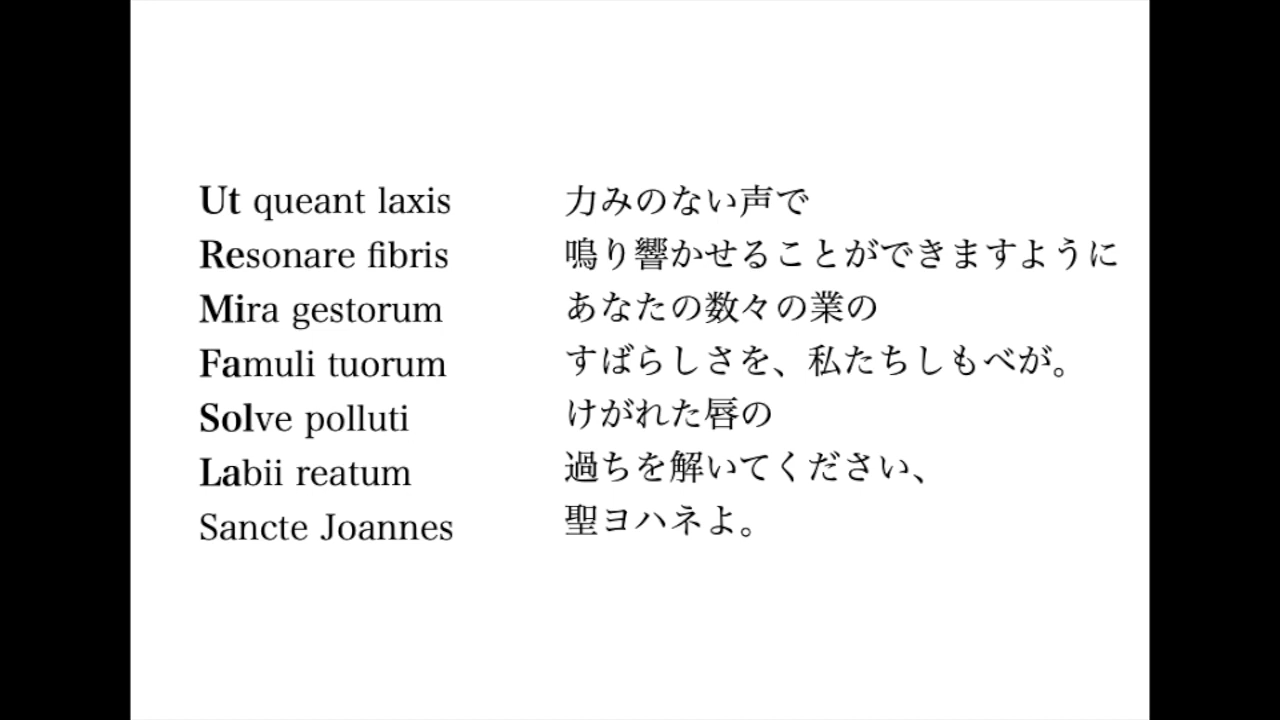 Ut queant laxis
Resonare fibris
Mira gestorum
Famuli tuorum
Solve polluti
Labii reatum
Sancte Joannes
力みのない声で
鳴り響かせることができますように
あなたの数々の業の
すばらしさを、私たちしもべが。
けがれた唇の
過ちを解いてください、
聖ヨハネよ。